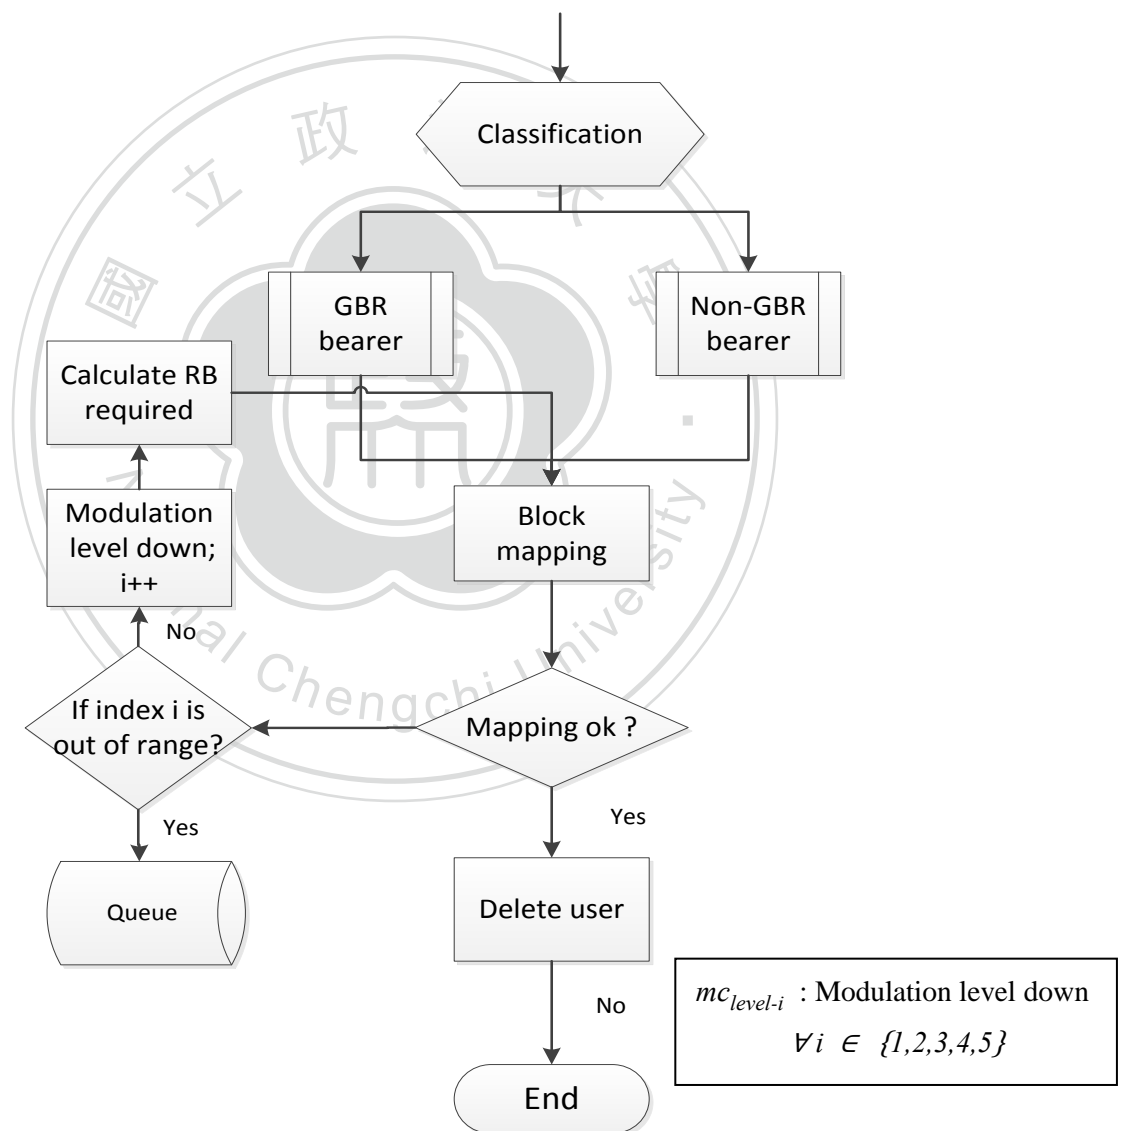 Classification
GBR
bearer
Non-GBR
bearer
Calculate RB
required
Modulation
level down;
i++
Block
mapping
No
If index i is
out of range?
Mapping ok ?
Yes
Yes
Queue
Delete user
No
End
mc_{level-i} : Modulation level down
∀ i ∈ {1,2,3,4,5}
國 立 政
Chengchi University